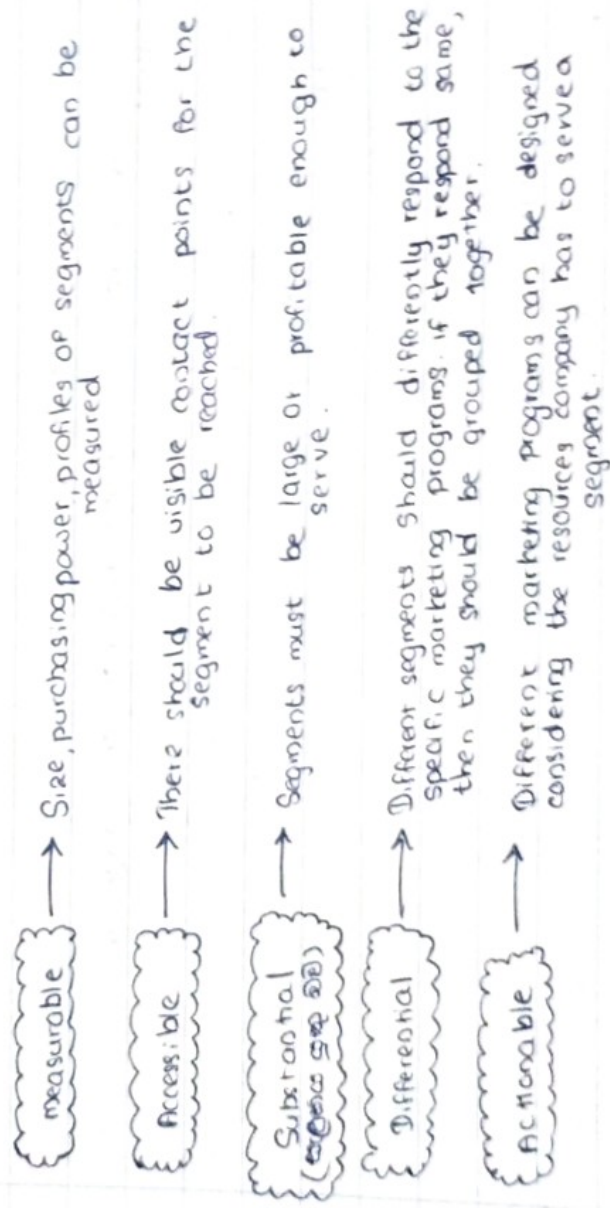 measurable → Size, purchasing power, profiles of segments can be
measured
Accessible → There should be visible contact points for the
segment to be reached.
Substantial → Segments must be large or profitable enough to
serve.
Differential → Different segments should differently respond to the
specific marketing programs. if they respond same,
then they should be grouped together.
Actionable → Different marketing programs can be designed
considering the resources company has to serve a
segment.